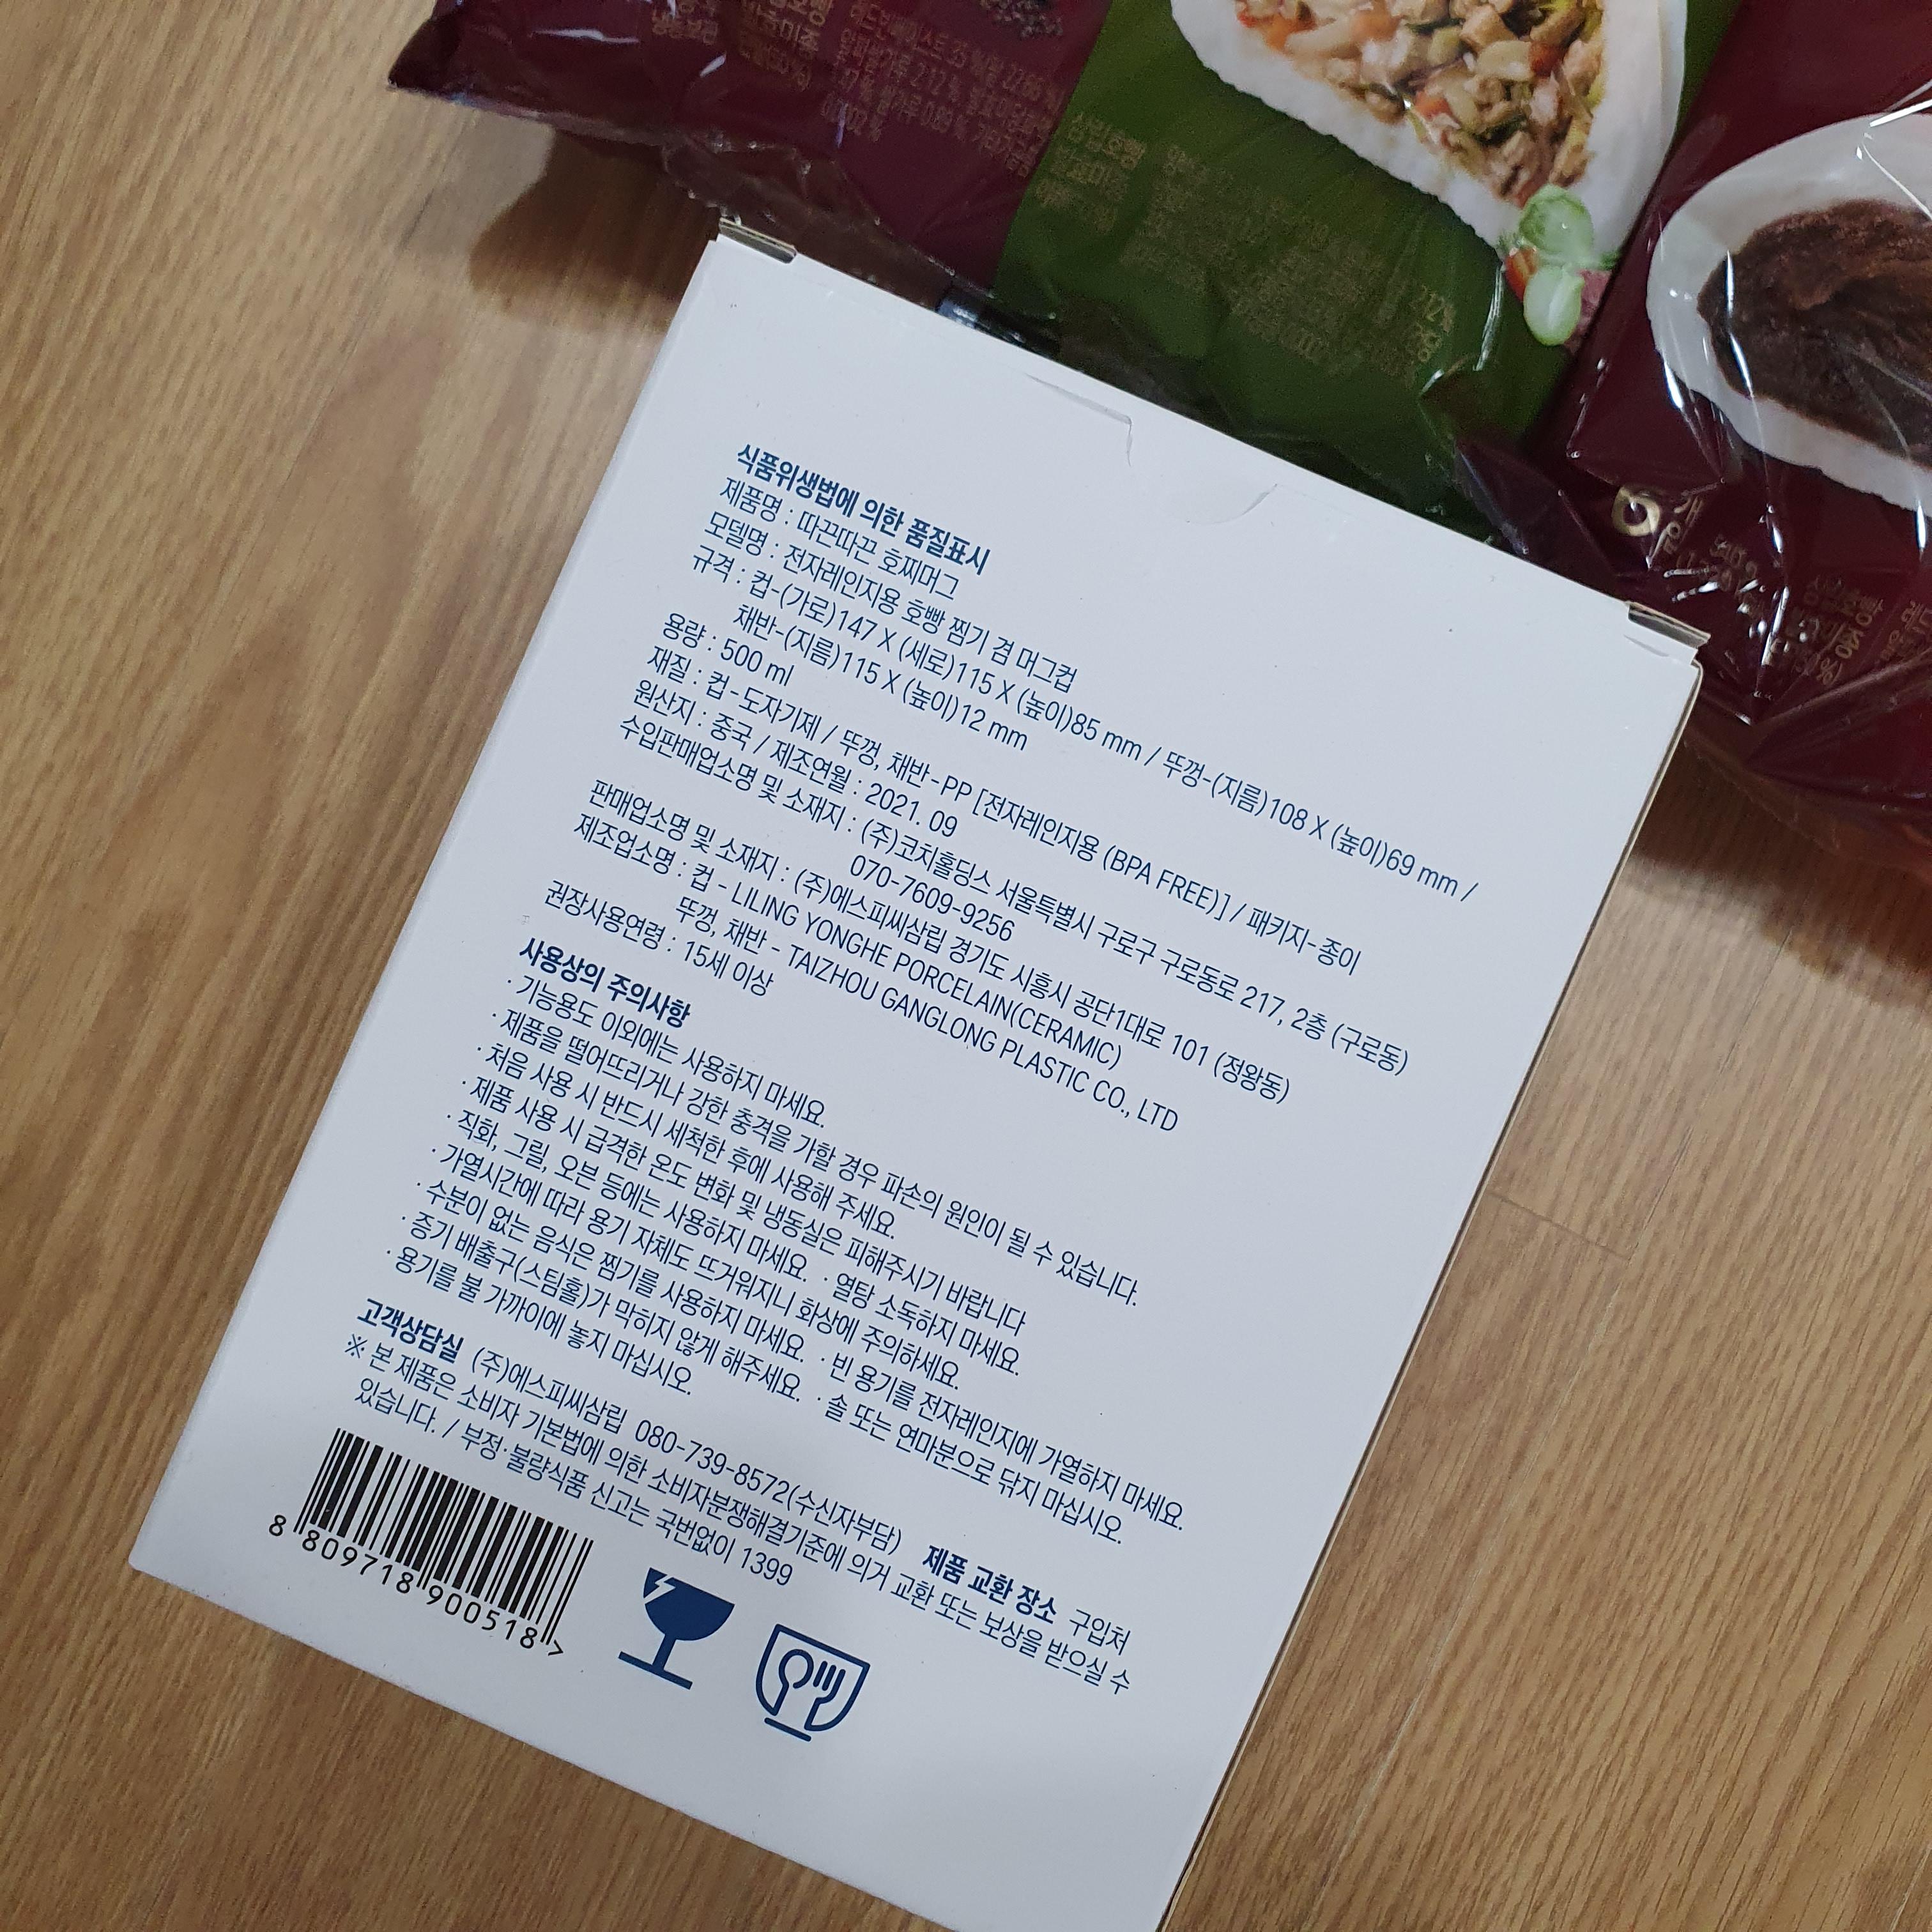 식품위생법에 의한 품질표시
제품명 : 따끈따끈 호찌머그
모델명 : 전자레인지용 호빵 찜기 겸 머그컵
규격 : 컵-(가로)147 X (세로)115 X (높이)85 mm / 뚜껑-(지름)108 X (높이)69 mm /
채반-(지름)115 X (높이)12 mm
용량 : 500 ml
재질 : 컵-도자기제 / 뚜껑, 채반-PP [전자레인지용 (BPA FREE)] / 패키지-종이
원산지 : 중국 / 제조연월 : 2021. 09
수입판매업소명 및 소재지 : (주)코치홀딩스 서울특별시 구로구 구로동로 217, 2층 (구로동)
070-7609-9256
판매업소명 및 소재지 : (주)에스피씨삼립 경기도 시흥시 공단1대로 101 (정왕동)
제조업소명 : 컵 - LILING YONGHE PORCELAIN(CERAMIC)
뚜껑, 채반 - TAIZHOU GANGLONG PLASTIC CO., LTD
권장사용연령 : 15세 이상
사용상의 주의사항
· 기능용도 이외에는 사용하지 마세요.
· 제품을 떨어뜨리거나 강한 충격을 가할 경우 파손의 원인이 될 수 있습니다.
· 처음 사용 시 반드시 세척한 후에 사용해 주세요.
· 제품 사용 시 급격한 온도 변화 및 냉동실은 피해주시기 바랍니다
· 직화, 그릴, 오븐 등에는 사용하지 마세요. · 열탕 소독하지 마세요.
· 가열시간에 따라 용기 자체도 뜨거워지니 화상에 주의하세요.
· 수분이 없는 음식은 찜기를 사용하지 마세요. · 빈 용기를 전자레인지에 가열하지 마세요.
· 증기 배출구(스팀홀)가 막히지 않게 해주세요. · 솔 또는 연마분으로 닦지 마십시오.
· 용기를 불 가까이에 놓지 마십시오.
고객상담실 (주)에스피씨삼립 080-739-8572(수신자부담) 제품 교환 장소 구입처
※ 본 제품은 소비자 기본법에 의한 소비자분쟁해결기준에 의거 교환 또는 보상을 받으실 수
있습니다. / 부정·불량식품 신고는 국번없이 1399
8 809718 900518 >